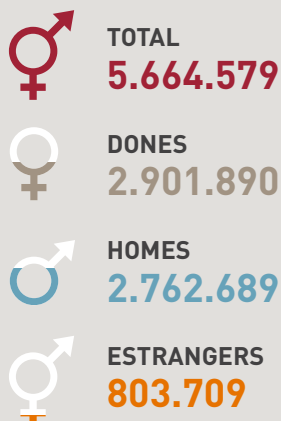 TOTAL
5.664.579
DONES
2.901.890
HOMES
2.762.689
ESTRANGERS
803.709